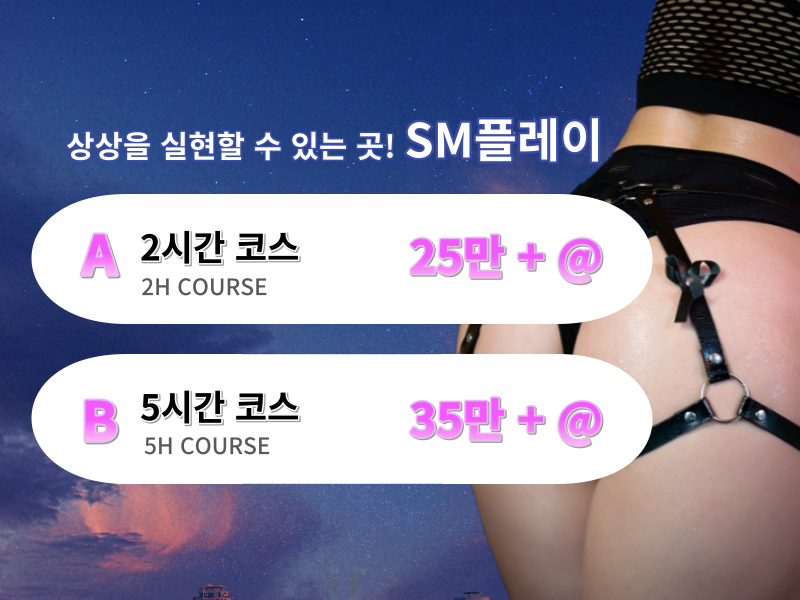 상상을 실현할 수 있는 곳! SM플레이
A 2시간 코스 25만 + @
2H COURSE
B 5시간 코스 35만 + @
5H COURSE